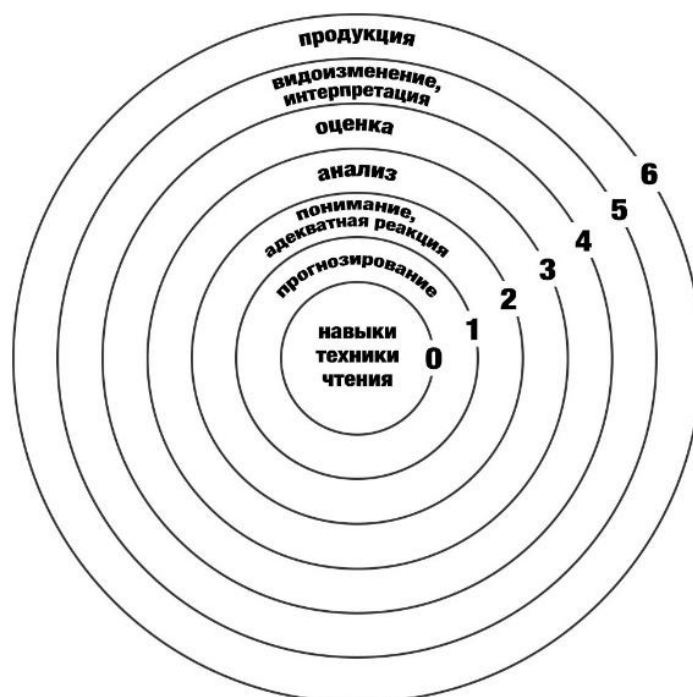 продукция
видоизменение,
интерпретация
оценка
анализ
понимание,
адекватная реакция
прогнозирование
навыки
техники
чтения
0
1
2
3
4
5
6